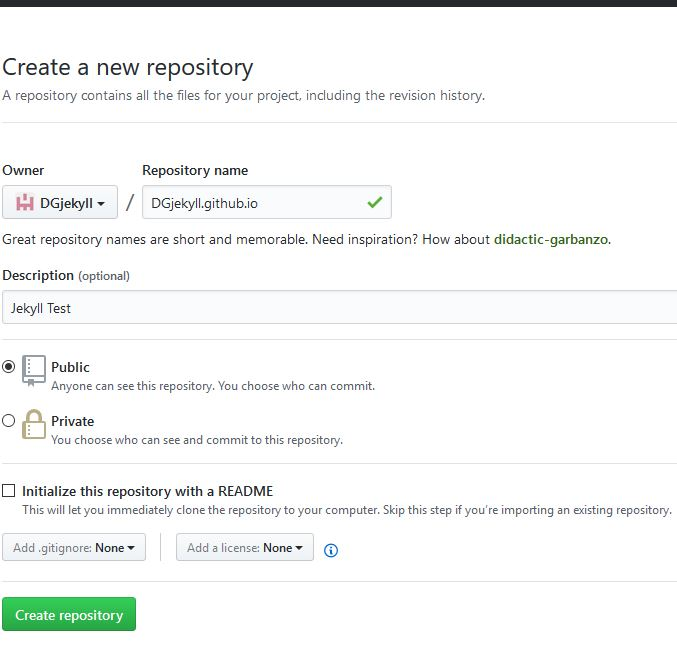 Create a new repository
A repository contains all the files for your project, including the revision history.
Owner
Repository name
DGjekyll
/
DGjekyll.github.io
Great repository names are short and memorable. Need inspiration? How about didactic-garbanzo.
Description (optional)
Jekyll Test
Public
Anyone can see this repository. You choose who can commit.
Private
You choose who can see and commit to this repository.
Initialize this repository with a README
This will let you immediately clone the repository to your computer. Skip this step if you’re importing an existing repository.
Add .gitignore: None
Add a license: None
Create repository